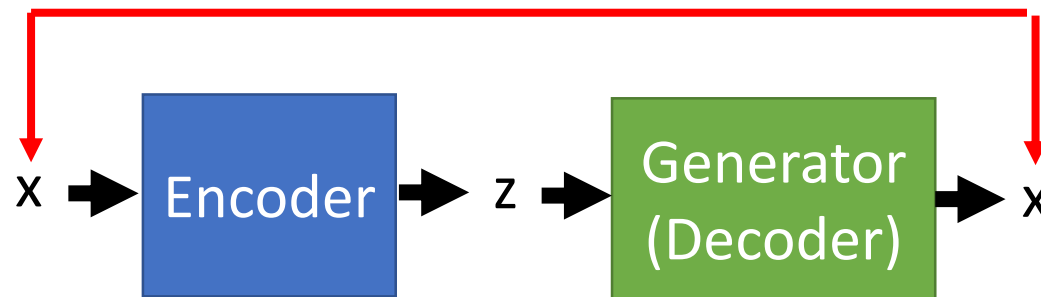 x
Encoder
z
Generator
(Decoder)
x